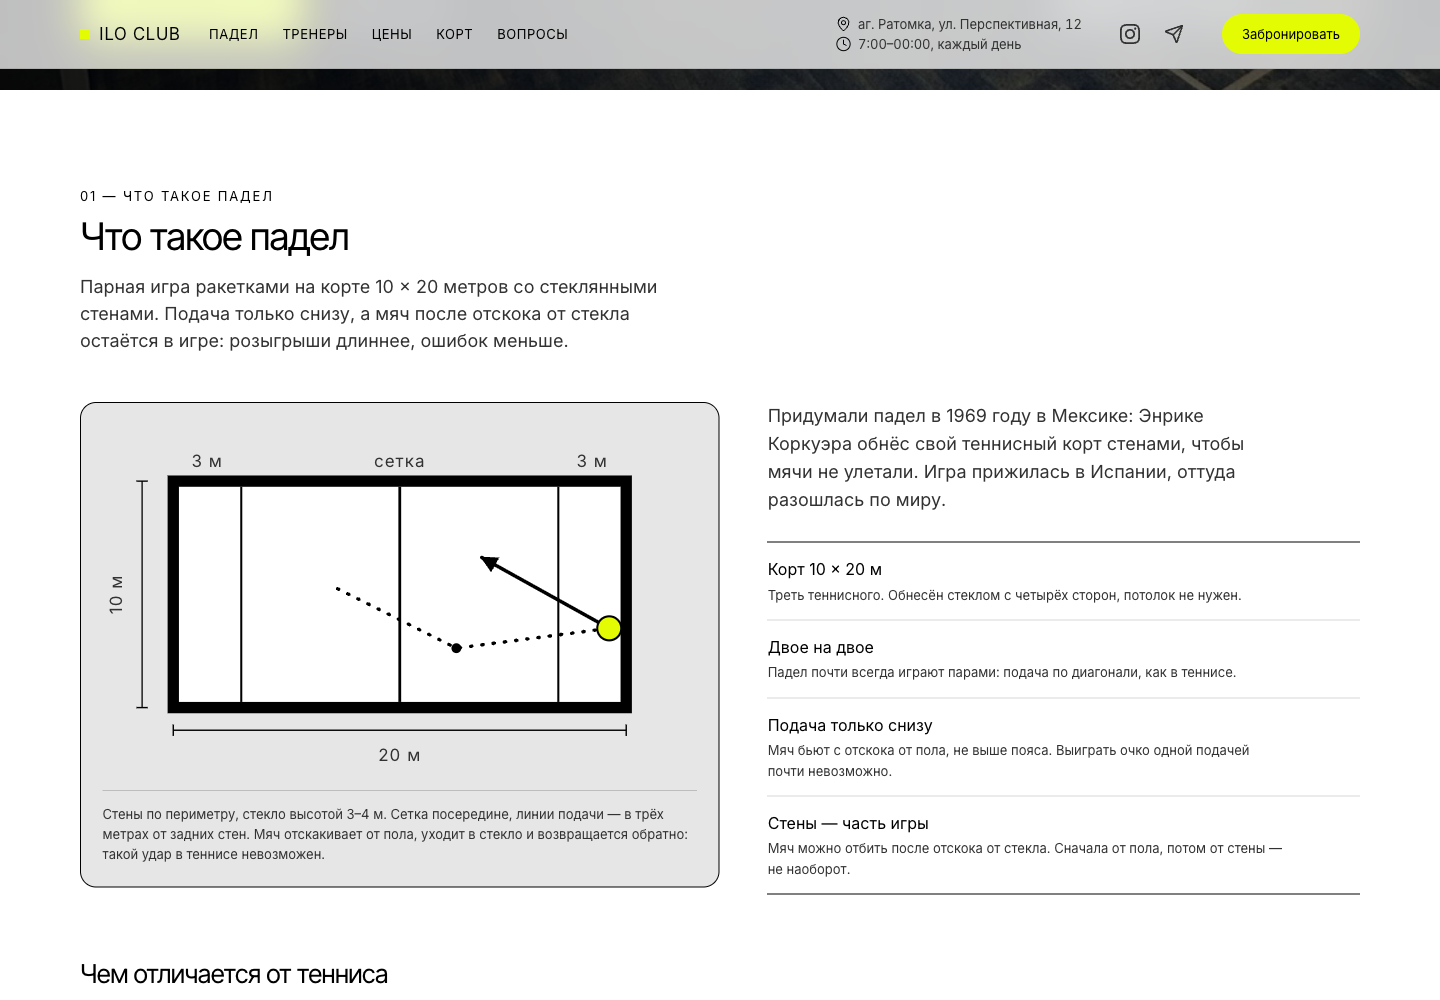 ILO CLUB ПАДЕЛ ТРЕНЕРЫ ЦЕНЫ КОРТ ВОПРОСЫ
аг. Ратомка, ул. Перспективная, 12
7:00–00:00, каждый день
Забронировать
01 — ЧТО ТАКОЕ ПАДЕЛ
Что такое падел
Парная игра ракетками на корте 10 × 20 метров со стеклянными
стенами. Подача только снизу, а мяч после отскока от стекла
остаётся в игре: розыгрыши длиннее, ошибок меньше.
3 м сетка 3 м
10 м
20 м
Стены по периметру, стекло высотой 3–4 м. Сетка посередине, линии подачи — в трёх
метрах от задних стен. Мяч отскакивает от пола, уходит в стекло и возвращается обратно:
такой удар в теннисе невозможен.
Придумали падел в 1969 году в Мексике: Энрике
Коркуэра обнёс свой теннисный корт стенами, чтобы
мячи не улетали. Игра прижилась в Испании, оттуда
разошлась по миру.
Корт 10 × 20 м
Треть теннисного. Обнесён стеклом с четырёх сторон, потолок не нужен.
Двое на двое
Падел почти всегда играют парами: подача по диагонали, как в теннисе.
Подача только снизу
Мяч бьют с отскока от пола, не выше пояса. Выиграть очко одной подачей
почти невозможно.
Стены — часть игры
Мяч можно отбить после отскока от стекла. Сначала от пола, потом от стены —
не наоборот.
Чем отличается от тенниса